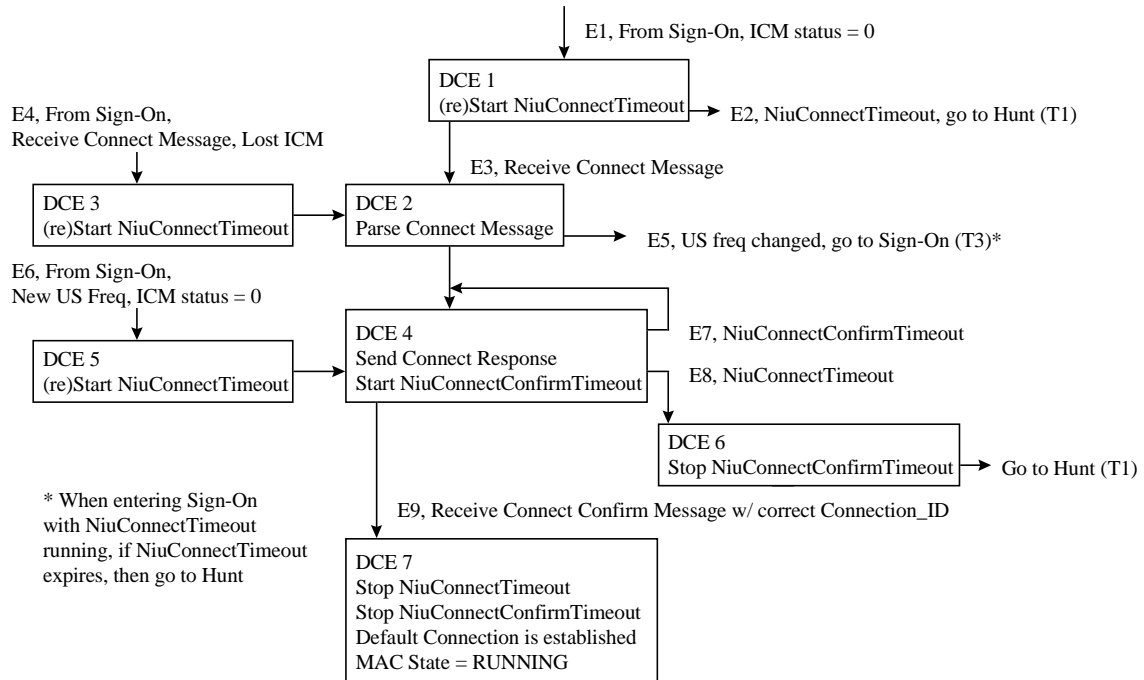 E1, From Sign-On, ICM status = 0
DCE 1
(re)Start NiuConnectTimeout
E2, NiuConnectTimeout, go to Hunt (T1)
E4, From Sign-On,
Receive Connect Message, Lost ICM
E3, Receive Connect Message
DCE 3
(re)Start NiuConnectTimeout
DCE 2
Parse Connect Message
E5, US freq changed, go to Sign-On (T3)*
E6, From Sign-On,
New US Freq, ICM status = 0
DCE 5
(re)Start NiuConnectTimeout
DCE 4
Send Connect Response
Start NiuConnectConfirmTimeout
E7, NiuConnectConfirmTimeout
E8, NiuConnectTimeout
DCE 6
Stop NiuConnectConfirmTimeout
Go to Hunt (T1)
* When entering Sign-On
with NiuConnectTimeout
running, if NiuConnectTimeout
expires, then go to Hunt
E9, Receive Connect Confirm Message w/ correct Connection_ID
DCE 7
Stop NiuConnectTimeout
Stop NiuConnectConfirmTimeout
Default Connection is established
MAC State = RUNNING